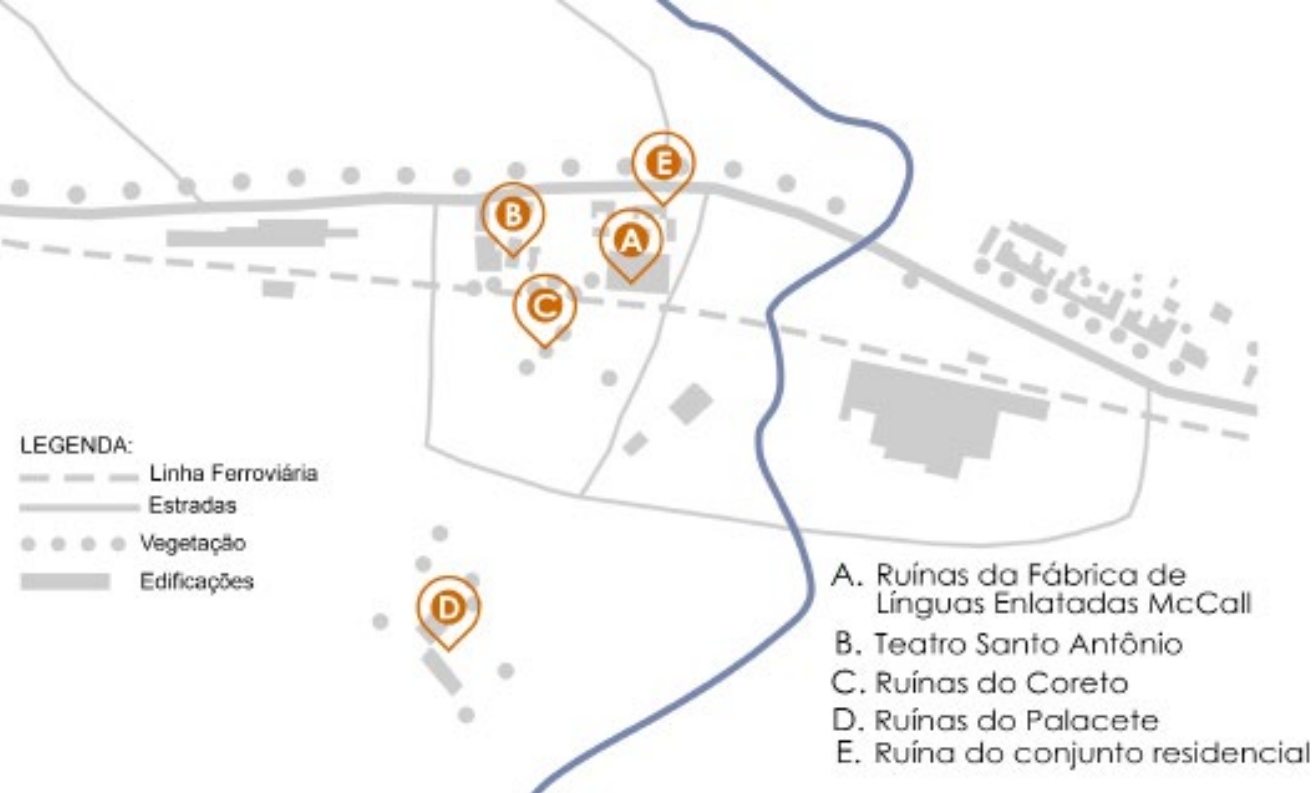 E
B
A
C
LEGENDA:
Linha Ferroviária
Estradas
Vegetação
Edificações
D
A. Ruínas da Fábrica de
Línguas Enlatadas McCall
B. Teatro Santo Antônio
C. Ruínas do Coreto
D. Ruínas do Palacete
E. Ruína do conjunto residencial